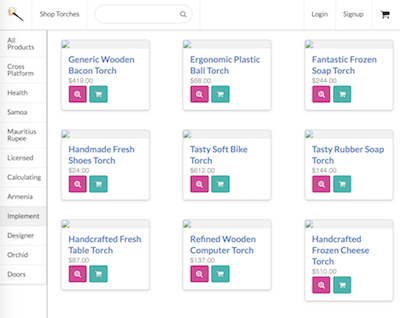 Shop Torches
Login
Signup
All
Products
Cross
Platform
Health
Samoa
Mauritius
Rupee
Licensed
Calculating
Armenia
Implement
Designer
Orchid
Doors
Generic Wooden
Bacon Torch
$419.00
Ergonomic Plastic
Ball Torch
$68.00
Fantastic Frozen
Soap Torch
$244.00
Handmade Fresh
Shoes Torch
$24.00
Tasty Soft Bike
Torch
$612.00
Tasty Rubber Soap
Torch
$144.00
Handcrafted Fresh
Table Torch
$87.00
Refined Wooden
Computer Torch
$137.00
Handcrafted
Frozen Cheese
Torch
$510.00